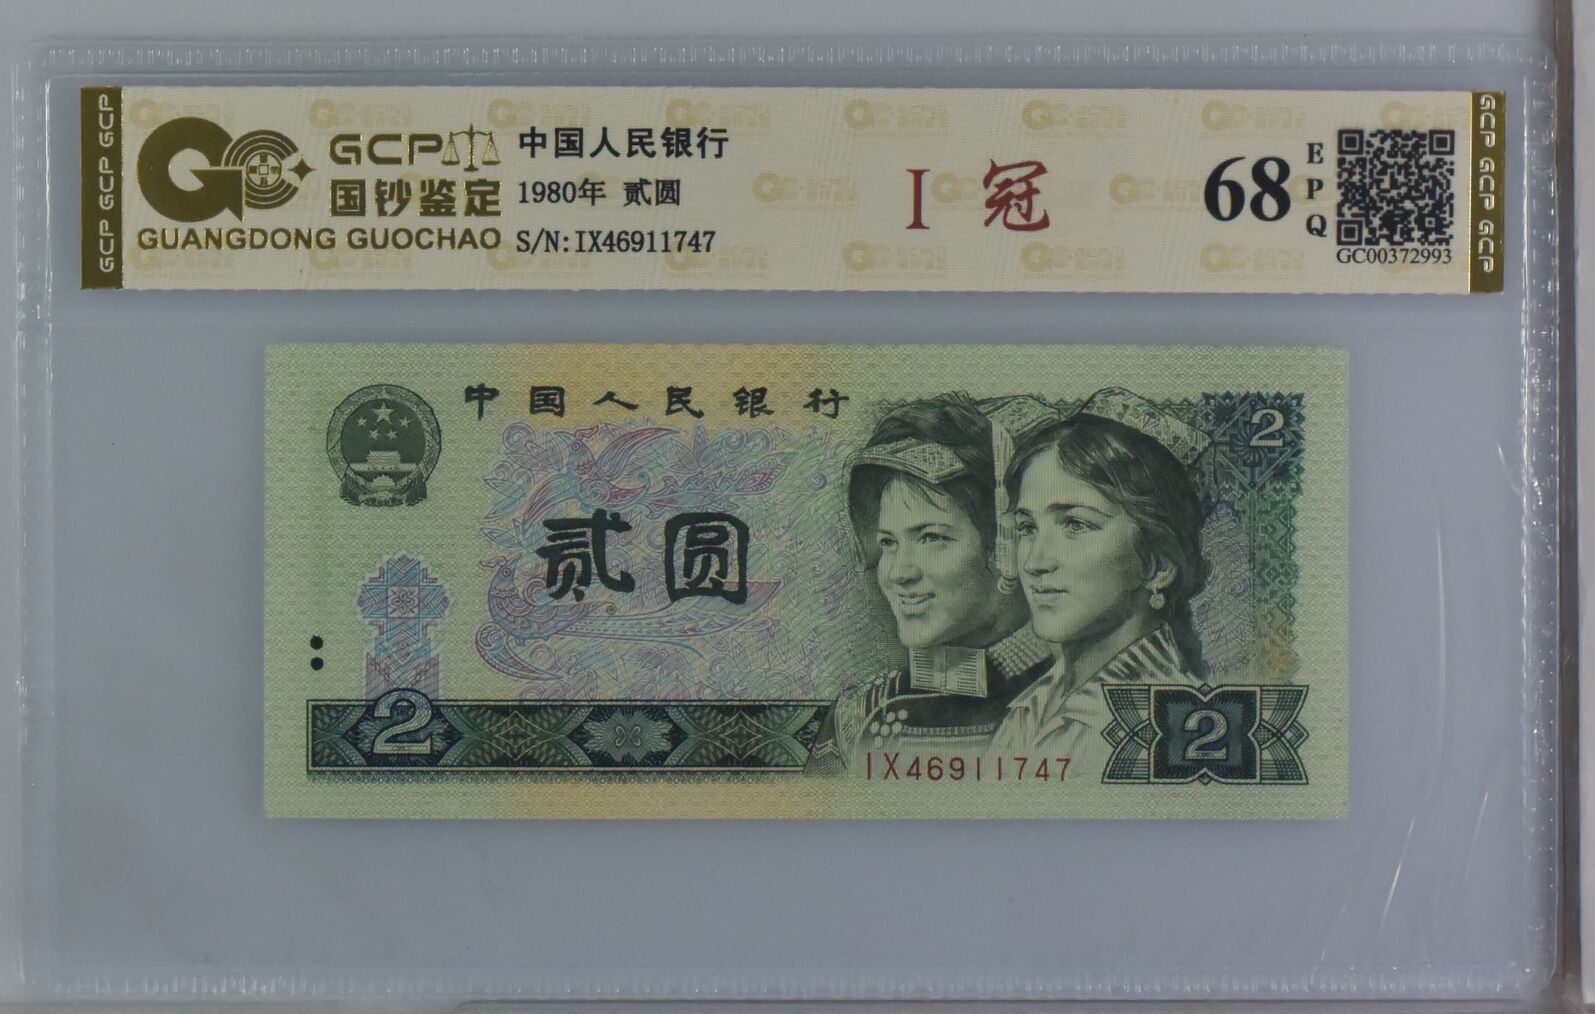 GCP GCP GCP
GCP
国钞鉴定
GUANGDONG GUOCHAO
中国人民银行
1980年 贰圆
S/N:IX46911747
I 冠
68
EPQ
GC00372993
GCP GCP GCP
中国人民银行
2
贰圆
2
IX46911747
2